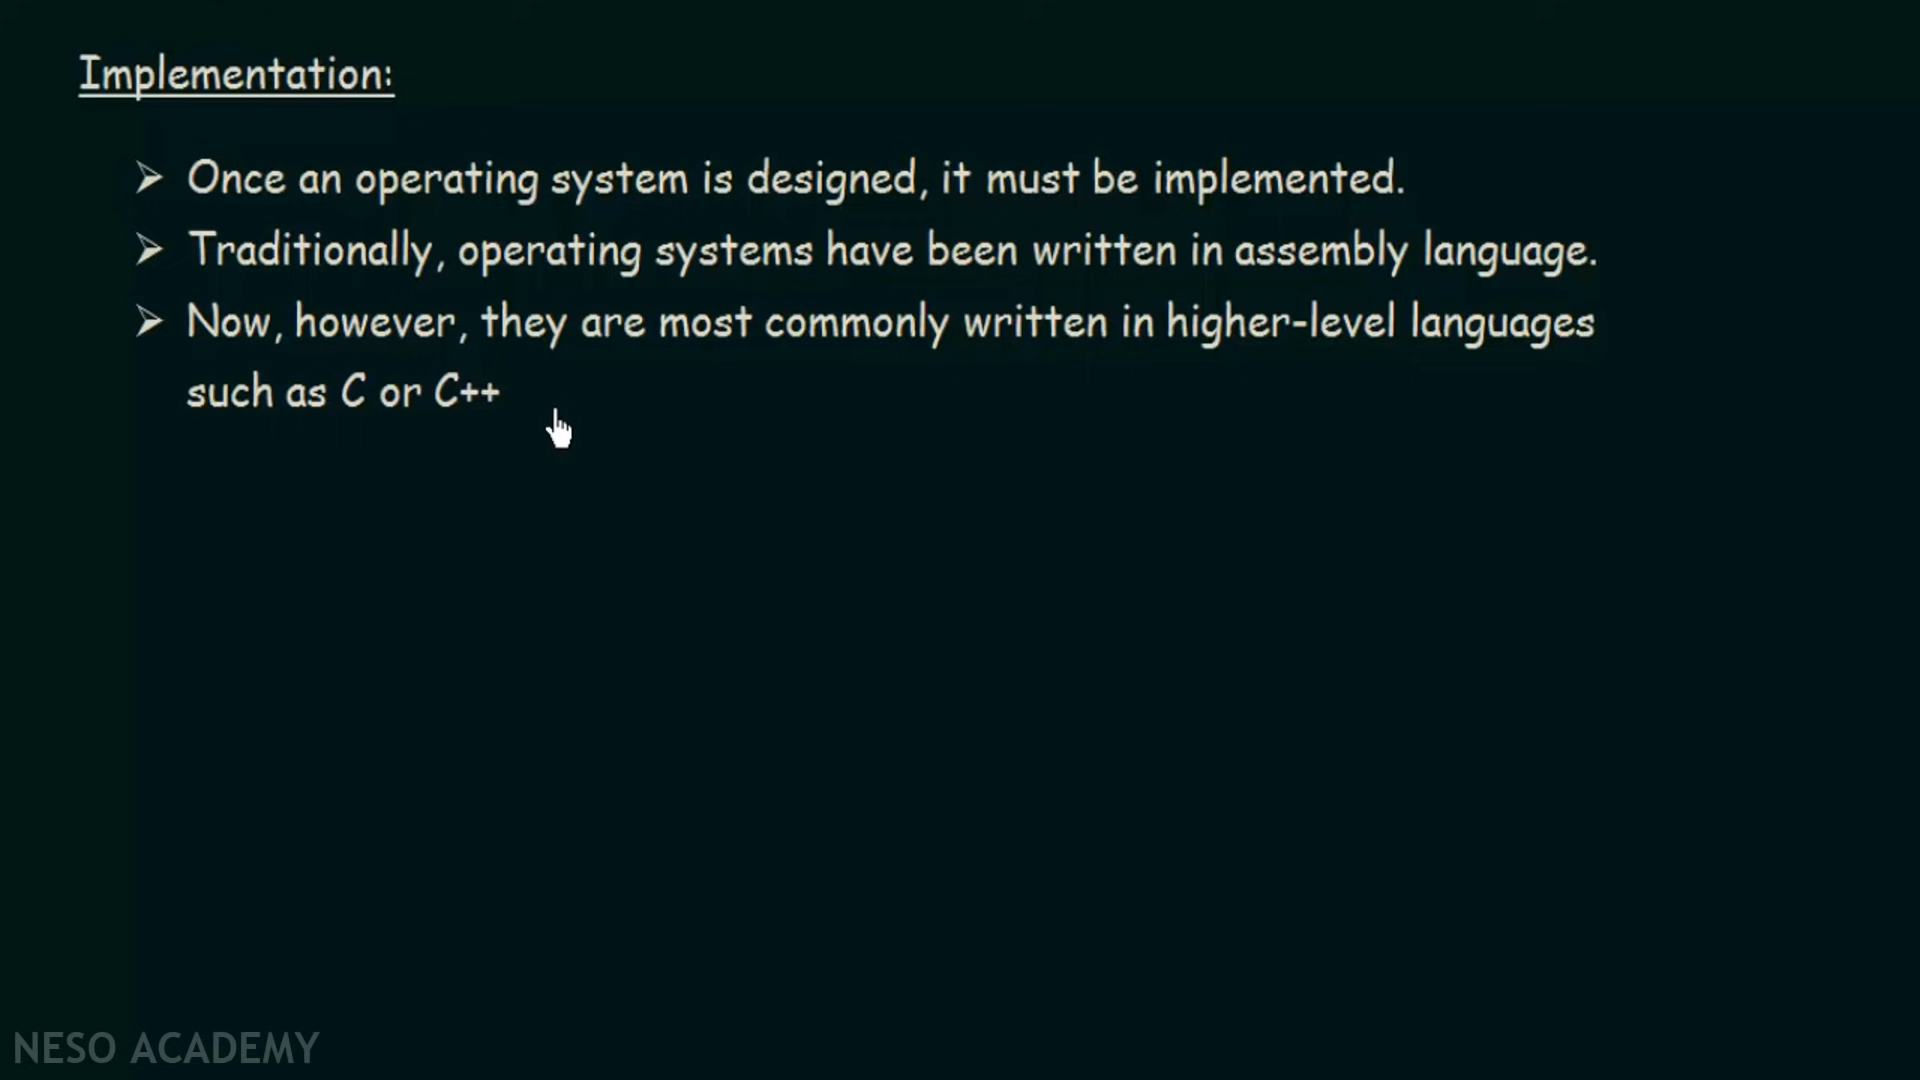 Implementation:
➢ Once an operating system is designed, it must be implemented.
➢ Traditionally, operating systems have been written in assembly language.
➢ Now, however, they are most commonly written in higher-level languages
such as C or C++
NESO ACADEMY